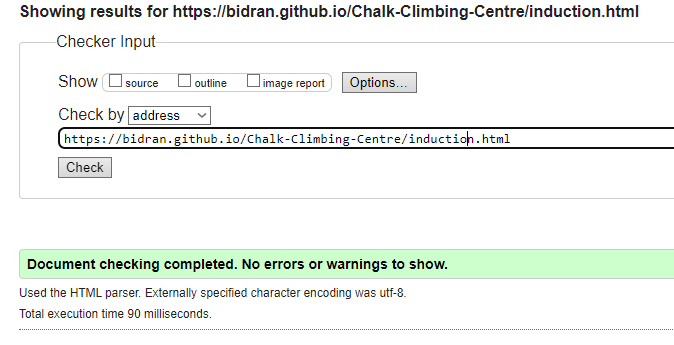 Showing results for https://bidran.github.io/Chalk-Climbing-Centre/induction.html
Checker Input
Show source outline image report Options...
Check by address
https://bidran.github.io/Chalk-Climbing-Centre/induction.html
Check
Document checking completed. No errors or warnings to show.
Used the HTML parser. Externally specified character encoding was utf-8.
Total execution time 90 milliseconds.